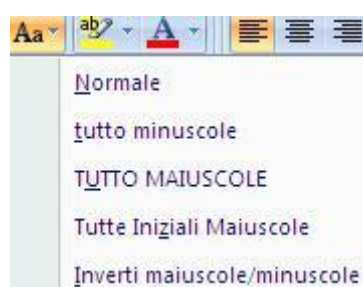 Aa ab A
Normale
tutto minuscole
TUTTO MAIUSCOLE
Tutte Iniziali Maiuscole
Inverti maiuscole/minuscole